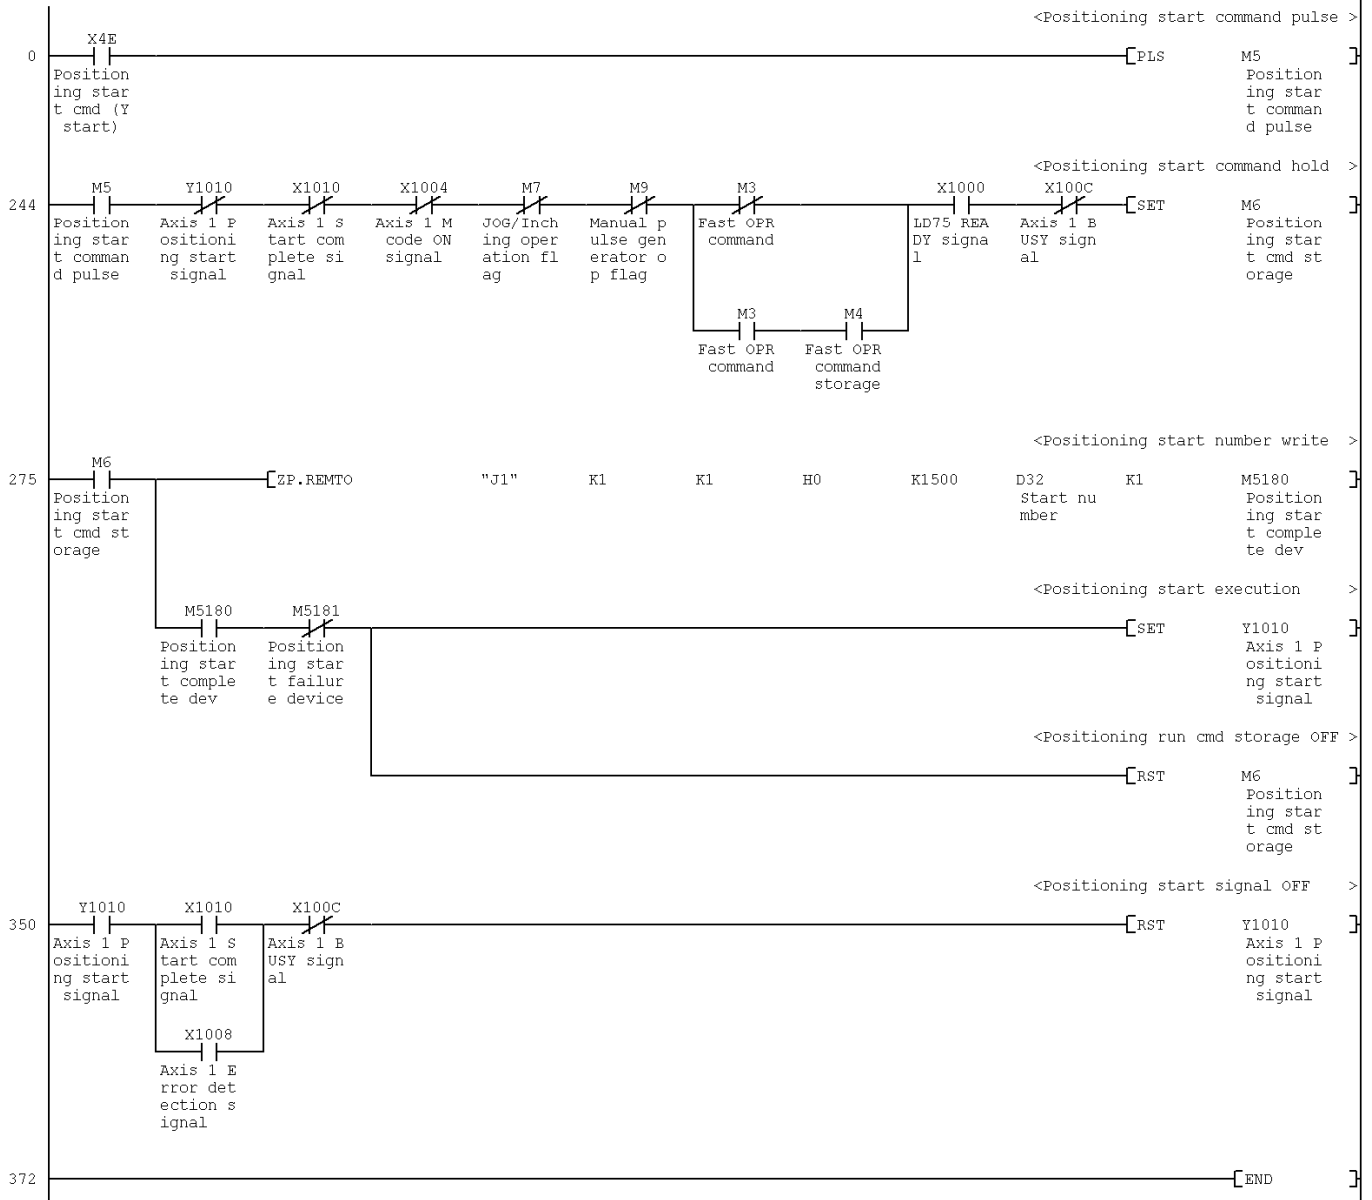 <Positioning start command pulse >
X4E
0 PLS M5
Position Position
ing star ing star
t cmd (Y t comman
start) d pulse
<Positioning start command hold >
M5 Y1010 X1010 X1004 M7 M9 M3 X1000 X100C
244 SET M6
Position Axis 1 P Axis 1 S Axis 1 M JOG/Inch Manual p Fast OPR LD75 REA Axis 1 B Position
ing star ositioni tart com code ON ing oper ulse gen command DY signa USY sign ing star
t comman ng start plete si signal ation fl erator o l al t cmd st
d pulse signal gnal ag p flag orage
M3 M4
Fast OPR Fast OPR
command command
storage
<Positioning start number write >
M6
275 ZP.REMTO "J1" K1 K1 H0 K1500 D32 K1 M5180
Position Start nu Position
ing star mber ing star
t cmd st t comple
orage te dev
<Positioning start execution >
M5180 M5181
SET Y1010
Position Position Axis 1 P
ing star ing star ositioni
t comple t failur ng start
te dev e device signal
<Positioning run cmd storage OFF >
RST M6
Position
ing star
t cmd st
orage
<Positioning start signal OFF >
Y1010 X1010 X100C
350 RST Y1010
Axis 1 P Axis 1 S Axis 1 B Axis 1 P
ositioni tart com USY sign ositioni
ng start plete si al ng start
signal gnal signal
X1008
Axis 1 E
rror det
ection s
ignal
372 END